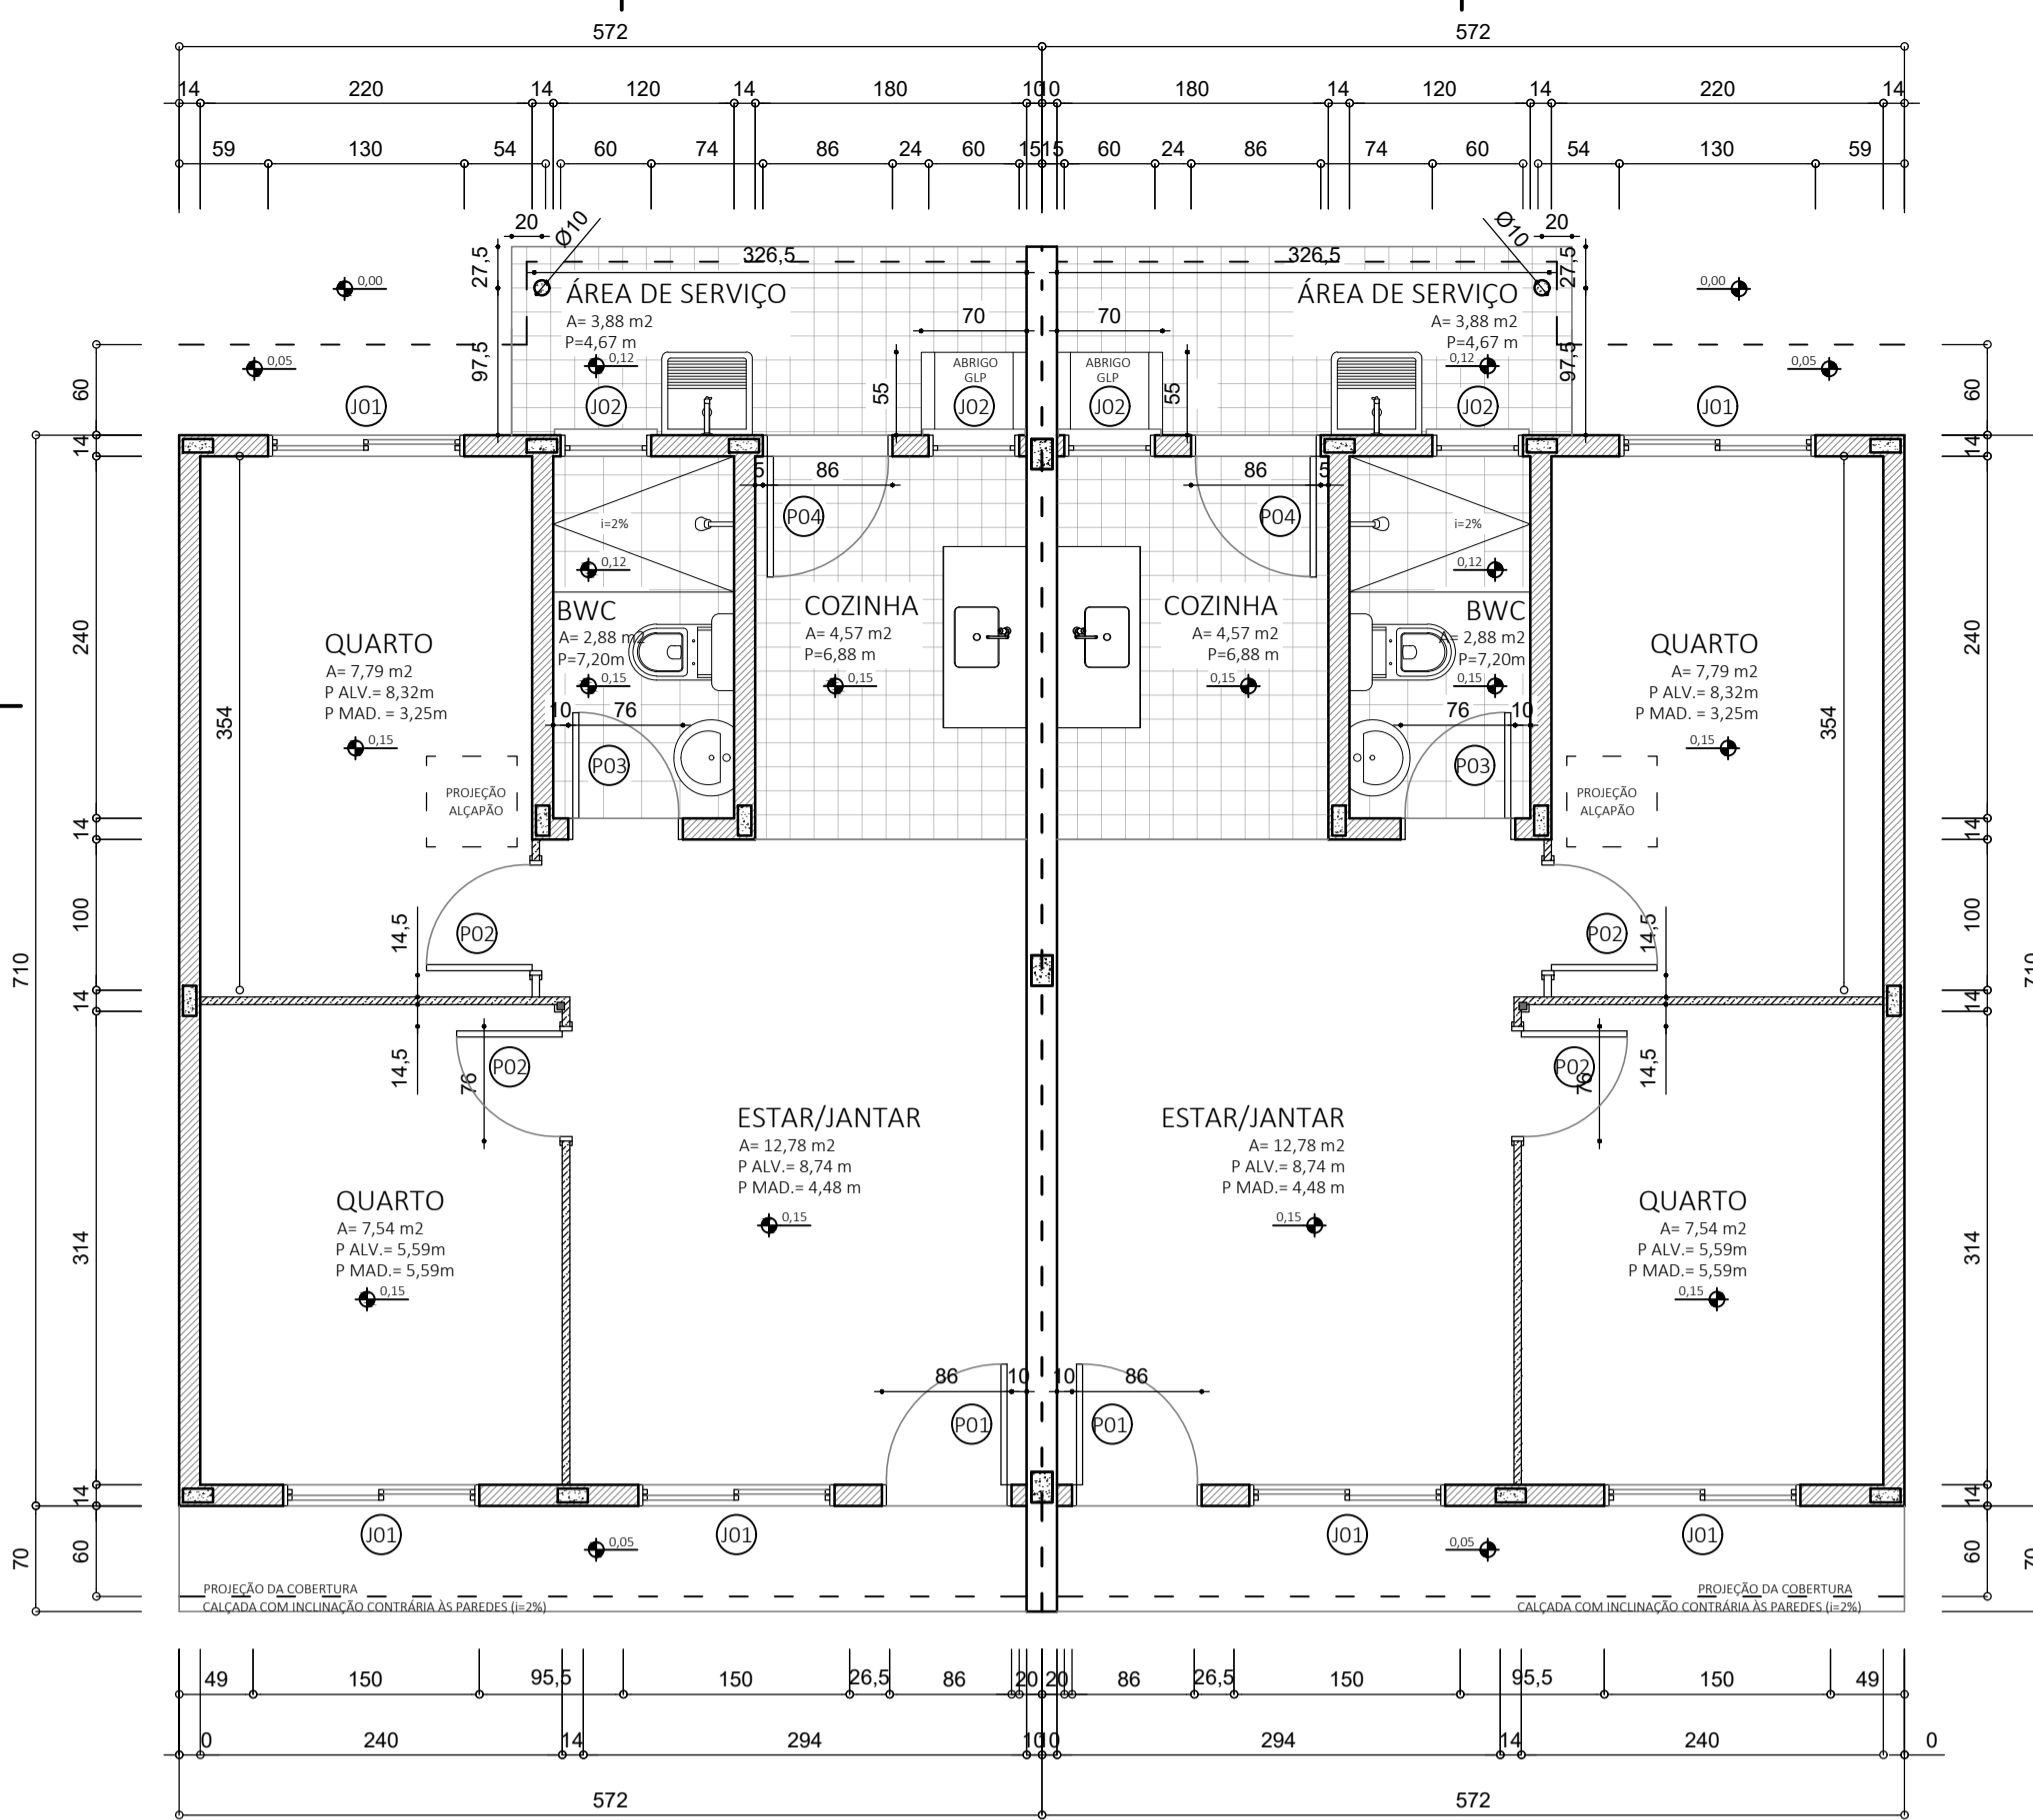 572 572
14 220 14 120 14 180 10 10 180 14 120 14 220 14
59 130 54 60 74 86 24 60 15 15 60 24 86 74 60 54 130 59
20 Ø10 Ø10 20
27,5 326,5 326,5 27,5
0,00 ÁREA DE SERVIÇO ÁREA DE SERVIÇO 0,00
A= 3,88 m2 70 70 A= 3,88 m2
P=4,67 m P=4,67 m
97,5 0,12 0,12 97,5
0,05 ABRIGO ABRIGO 0,05
GLP GLP
60 55 55 60
J01 J02 J02 J02 J02 J01
14 14
5 86 86 5
P04 P04
i=2% i=2%
0,12 0,12
BWC COZINHA COZINHA BWC
A= 2,88 m2 A= 4,57 m2 A= 4,57 m2 A= 2,88 m2
P=7,20m P=6,88 m P=6,88 m P=7,20m
0,15 0,15 0,15 0,15
240 QUARTO QUARTO 240
A= 7,79 m2 A= 7,79 m2
P ALV.= 8,32m P ALV.= 8,32m
P MAD. = 3,25m P MAD. = 3,25m
354 10 76 76 10 354
0,15 0,15
P03 P03
PROJEÇÃO PROJEÇÃO
ALÇAPÃO ALÇAPÃO
14 14
100 14,5 P02 P02 14,5 100
710 710
14 14
14,5 P02 P02 14,5
76 76
ESTAR/JANTAR ESTAR/JANTAR
A= 12,78 m2 A= 12,78 m2
P ALV.= 8,74 m P ALV.= 8,74 m
P MAD.= 4,48 m P MAD.= 4,48 m
0,15 0,15
314 QUARTO QUARTO 314
A= 7,54 m2 A= 7,54 m2
P ALV.= 5,59m P ALV.= 5,59m
P MAD.= 5,59m P MAD.= 5,59m
0,15 0,15
86 10 10 86
P01 P01
14 14
J01 J01 J01 J01
70 60 0,05 0,05 60 70
PROJEÇÃO DA COBERTURA PROJEÇÃO DA COBERTURA
CALÇADA COM INCLINAÇÃO CONTRÁRIA ÀS PAREDES (i=2%) CALÇADA COM INCLINAÇÃO CONTRÁRIA ÀS PAREDES (i=2%)
49 150 95,5 150 26,5 86 20 20 86 26,5 150 95,5 150 49
0 240 14 294 10 10 294 14 240 0
572 572